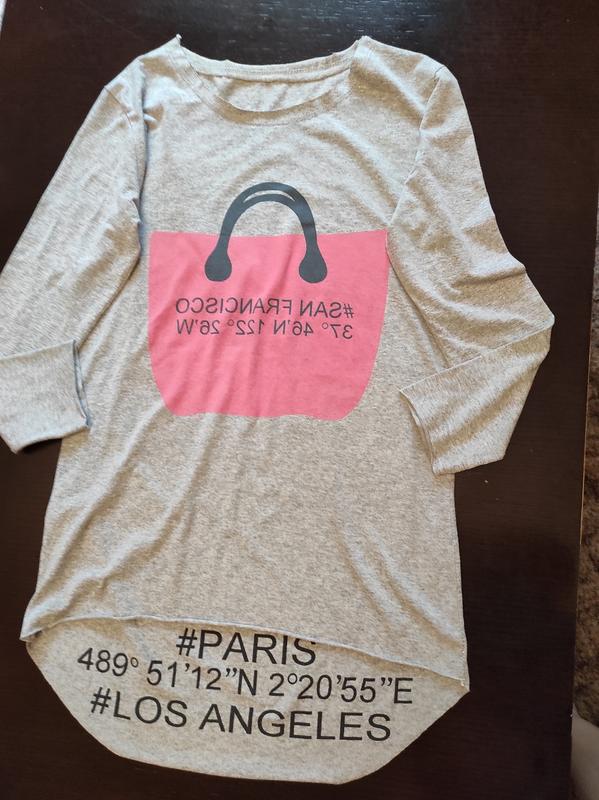 #SAN FRANCISCO
37° 46'N 122° 26'W
#PARIS
489° 51’12”N 2°20’55”E
#LOS ANGELES